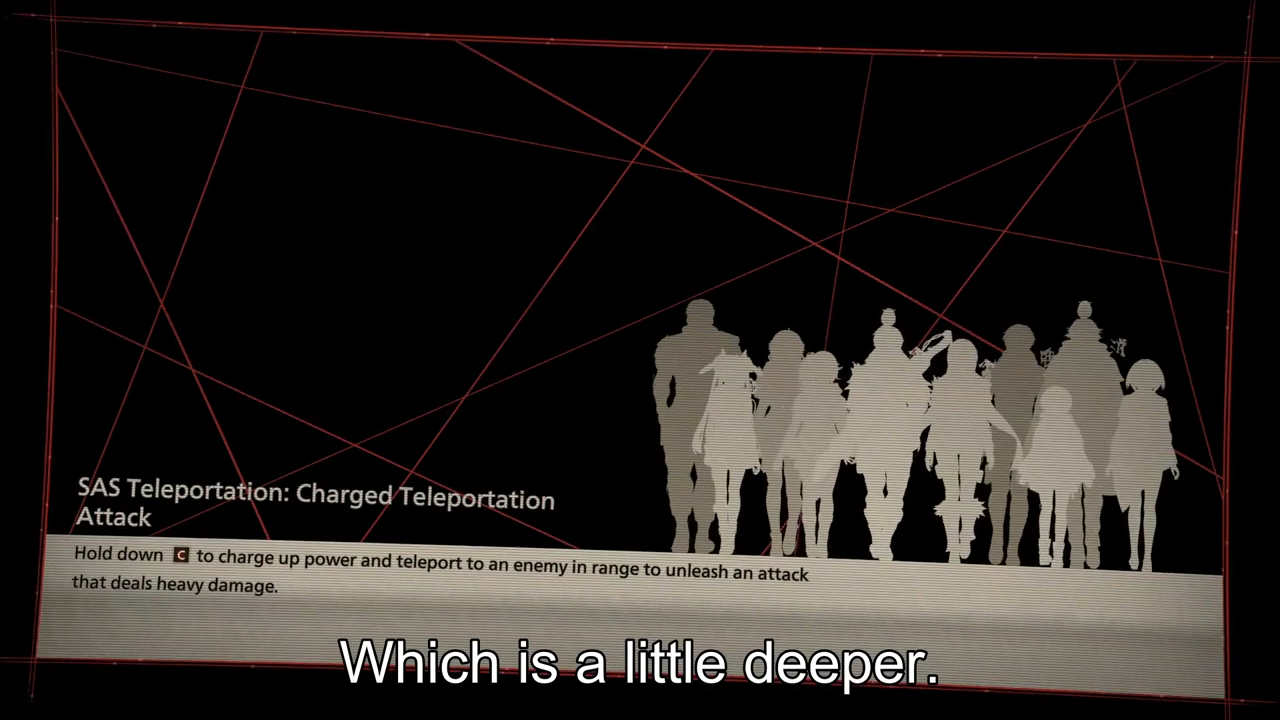 SAS Teleportation: Charged Teleportation
Attack
Hold down C to charge up power and teleport to an enemy in range to unleash an attack
that deals heavy damage.
Which is a little deeper.